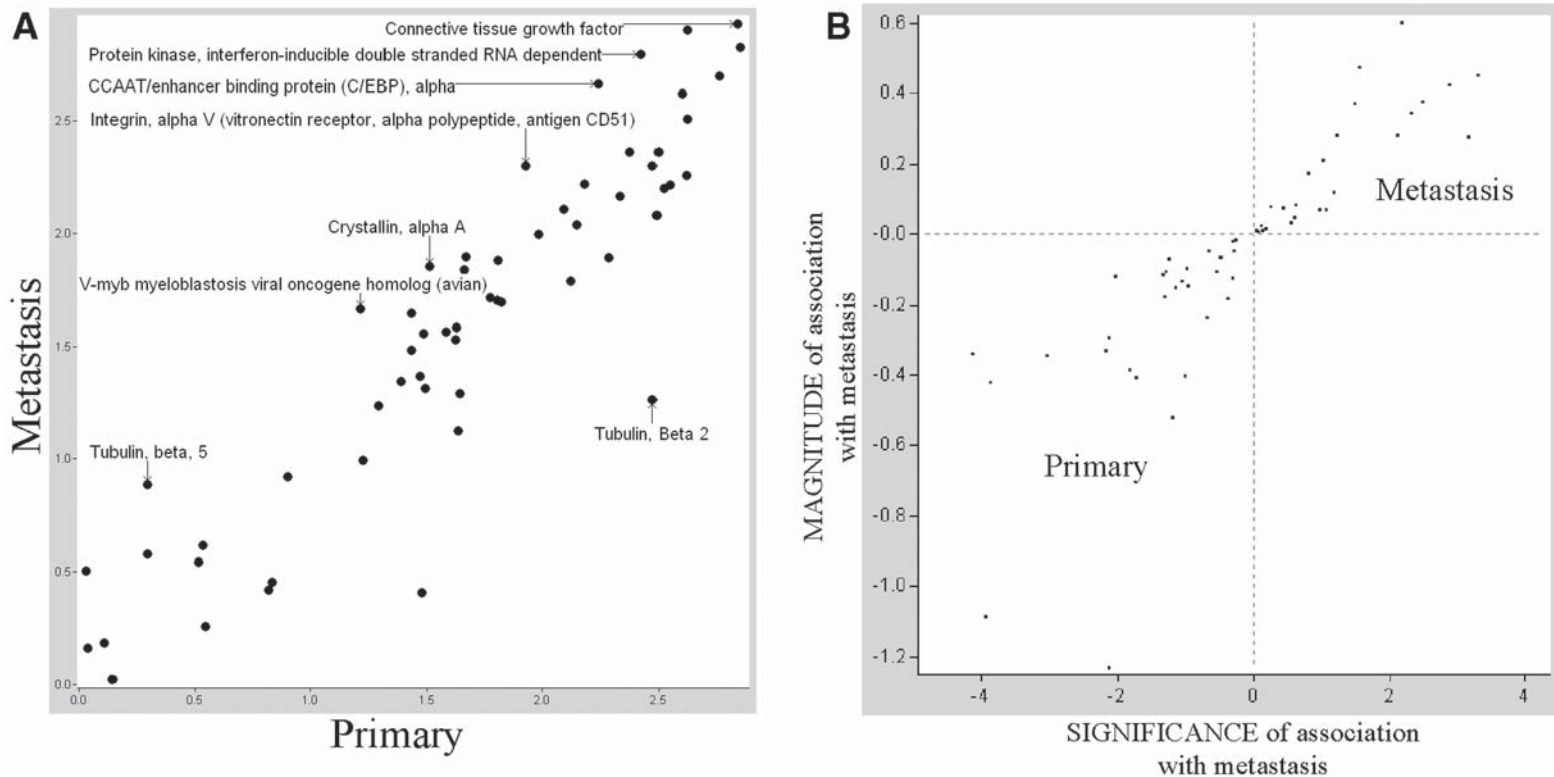 A
Connective tissue growth factor
Protein kinase, interferon-inducible double stranded RNA dependent
CCAAT/enhancer binding protein (C/EBP), alpha
2.5
Integrin, alpha V (vitronectin receptor, alpha polypeptide, antigen CD51)
2.0
Crystallin, alpha A
V-myb myeloblastosis viral oncogene homolog (avian)
1.5
Tubulin, Beta 2
1.0
Tubulin, beta, 5
0.5
0.0
0.0 0.5 1.0 1.5 2.0 2.5
Metastasis
Primary
B
0.6
0.4
0.2
-0.0
-0.2
-0.4
-0.6
-0.8
-1.0
-1.2
Metastasis
Primary
-4 -2 0 2 4
MAGNITUDE of association
with metastasis
SIGNIFICANCE of association
with metastasis